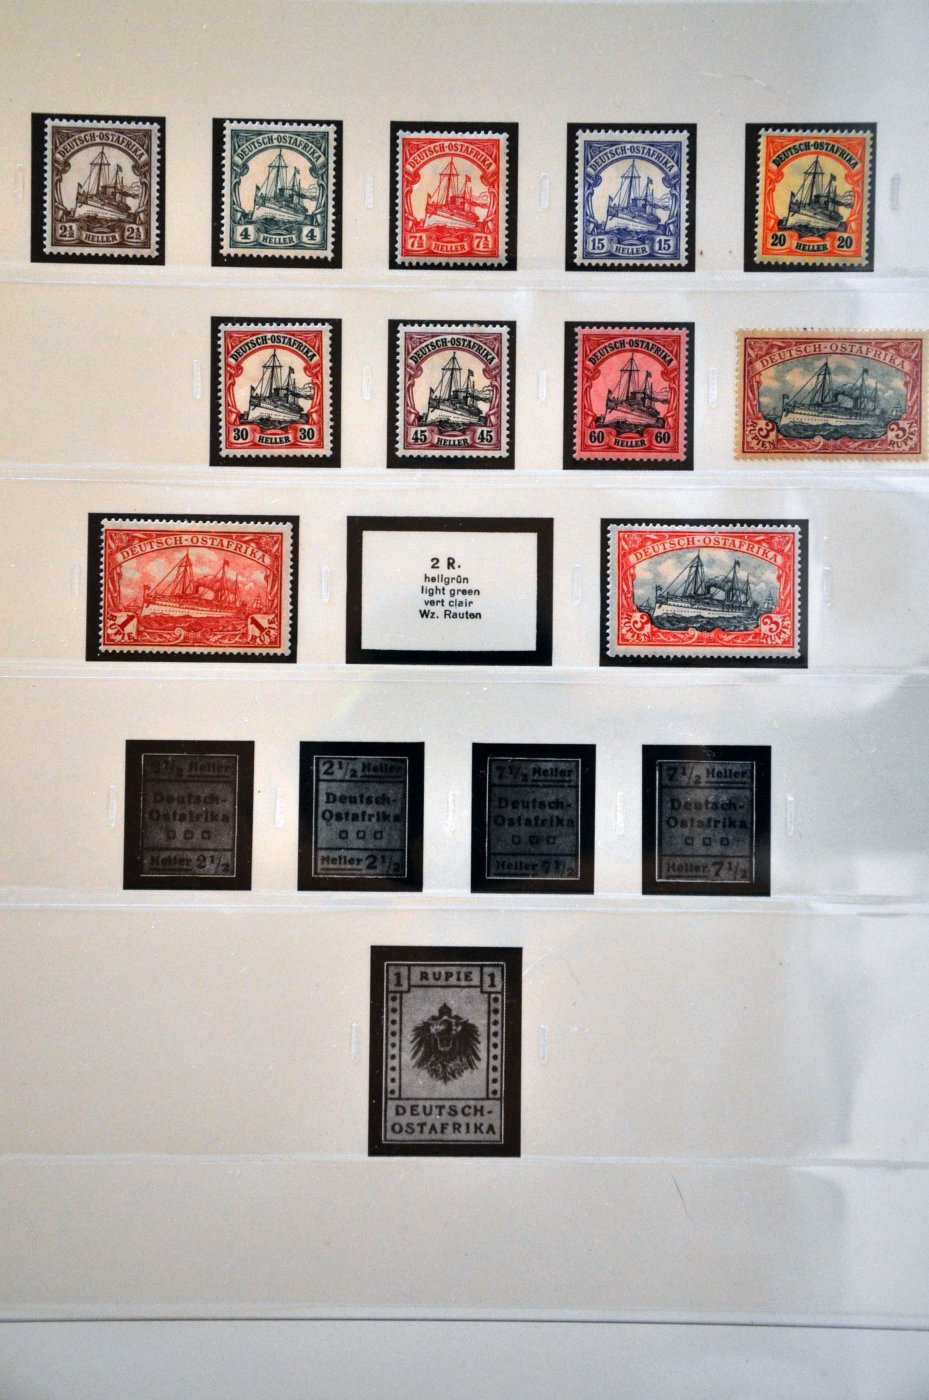 DEUTSCH-OSTAFRIKA
2½ 2½
HELLER
DEUTSCH-OSTAFRIKA
4 4
HELLER
DEUTSCH-OSTAFRIKA
7½ 7½
HELLER
DEUTSCH-OSTAFRIKA
15 15
HELLER
DEUTSCH-OSTAFRIKA
20 20
HELLER
DEUTSCH-OSTAFRIKA
30 30
HELLER
DEUTSCH-OSTAFRIKA
45 45
HELLER
DEUTSCH-OSTAFRIKA
60 60
HELLER
DEUTSCH-OSTAFRIKA
3 3
RUPIEN RUPIEN
DEUTSCH-OSTAFRIKA
1 1
RUPIE RUPIE
2 R.
hellgrün
light green
vert clair
Wz. Rauten
DEUTSCH-OSTAFRIKA
3 3
RUPIEN RUPIEN
2½ Heller
Deutsch-
Ostafrika
Heller 2½
2½ Heller
Deutsch-
Ostafrika
Heller 2½
7½ Heller
Deutsch-
Ostafrika
Heller 7½
7½ Heller
Deutsch-
Ostafrika
Heller 7½
1 RUPIE 1
DEUTSCH-
OSTAFRIKA